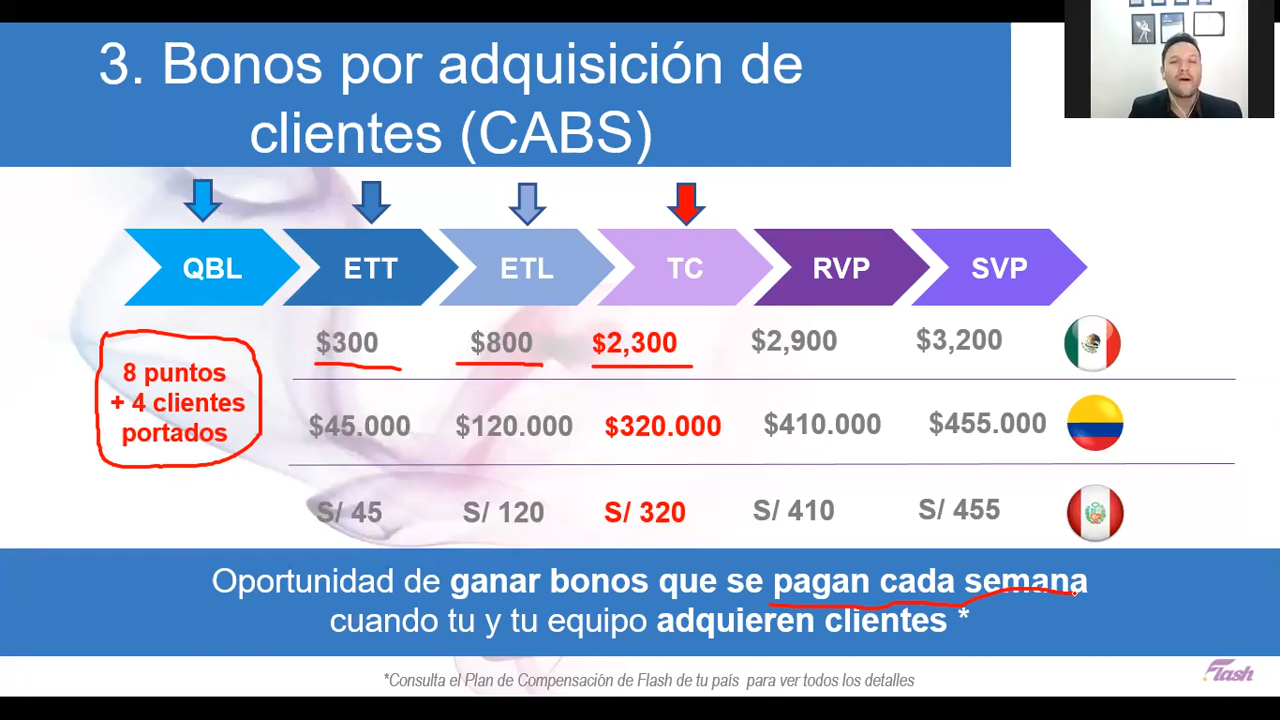 3. Bonos por adquisición de
clientes (CABS)
QBL ETT ETL TC RVP SVP
$300 $800 $2,300 $2,900 $3,200
8 puntos
+ 4 clientes
portados
$45.000 $120.000 $320.000 $410.000 $455.000
S/ 45 S/ 120 S/ 320 S/ 410 S/ 455
Oportunidad de ganar bonos que se pagan cada semana
cuando tu y tu equipo adquieren clientes *
*Consulta el Plan de Compensación de Flash de tu país para ver todos los detalles
Flash